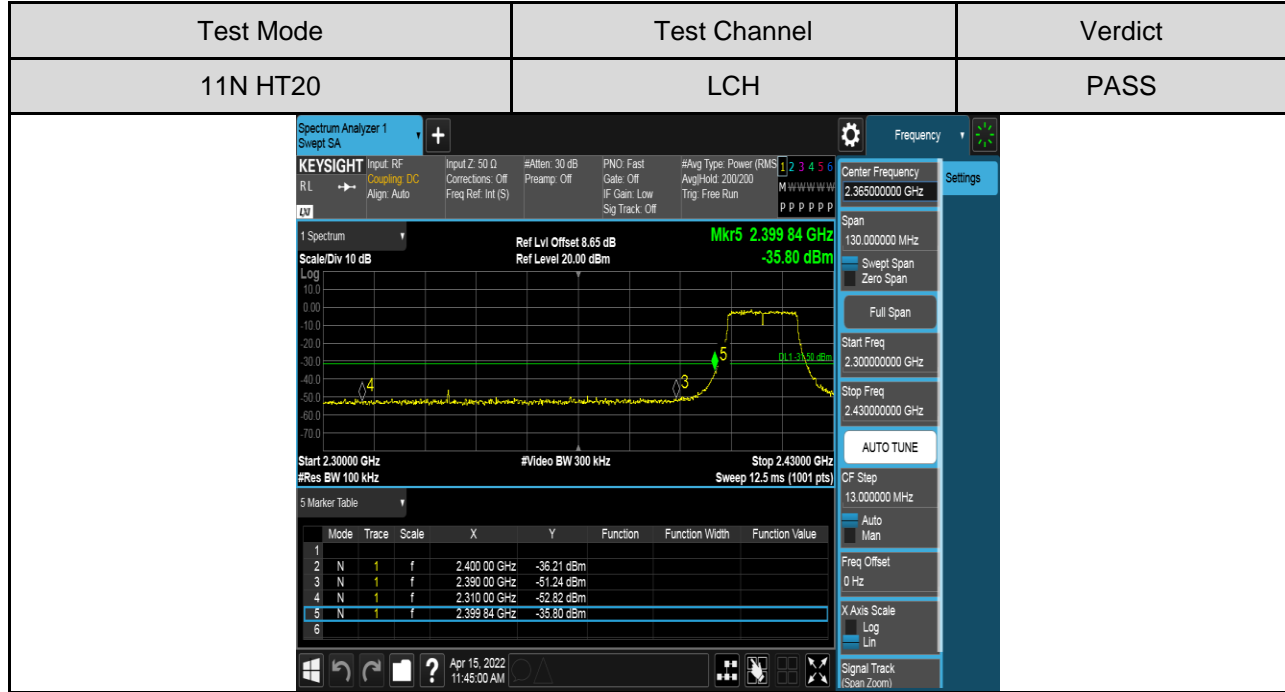 Test Mode Test Channel Verdict
11N HT20 LCH PASS
Spectrum Analyzer 1
Swept SA
+
Frequency
KEYSIGHT Input: RF Input Z: 50 Ω #Atten: 30 dB PNO: Fast #Avg Type: Power (RMS 1 2 3 4 5 6
RL Coupling: DC Corrections: Off Preamp: Off Gate: Off Avg|Hold: 200/200 M W W W W W
Align: Auto Freq Ref: Int (S) IF Gain: Low Trig: Free Run
Sig Track: Off P P P P P P
LXI
1 Spectrum
Ref Lvl Offset 8.65 dB Mkr5 2.399 84 GHz
Scale/Div 10 dB Ref Level 20.00 dBm -35.80 dBm
Log
10.0
0.00
-10.0
-20.0
-30.0
-40.0
-50.0
-60.0
-70.0
5
DL1 -31.50 dBm
4
3
Start 2.30000 GHz #Video BW 300 kHz Stop 2.43000 GHz
#Res BW 100 kHz Sweep 12.5 ms (1001 pts)
5 Marker Table
Mode Trace Scale X Y Function Function Width Function Value
1
2 N 1 f 2.400 00 GHz -36.21 dBm
3 N 1 f 2.390 00 GHz -51.24 dBm
4 N 1 f 2.310 00 GHz -52.82 dBm
5 N 1 f 2.399 84 GHz -35.80 dBm
6
? Apr 15, 2022
11:45:00 AM
Center Frequency
2.365000000 GHz
Settings
Span
130.000000 MHz
Swept Span
Zero Span
Full Span
Start Freq
2.300000000 GHz
Stop Freq
2.430000000 GHz
AUTO TUNE
CF Step
13.000000 MHz
Auto
Man
Freq Offset
0 Hz
X Axis Scale
Log
Lin
Signal Track
(Span Zoom)